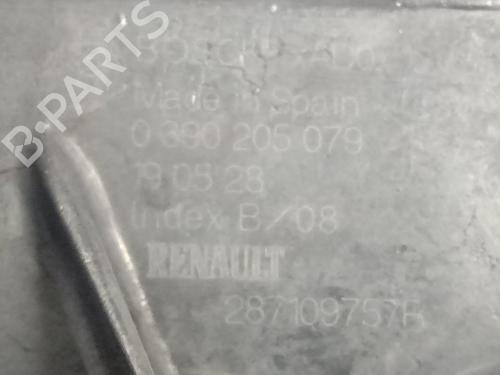 Made in Spain
0 390 205 079
19 05 28
Index B/08
RENAULT
287109757R
B-PARTS